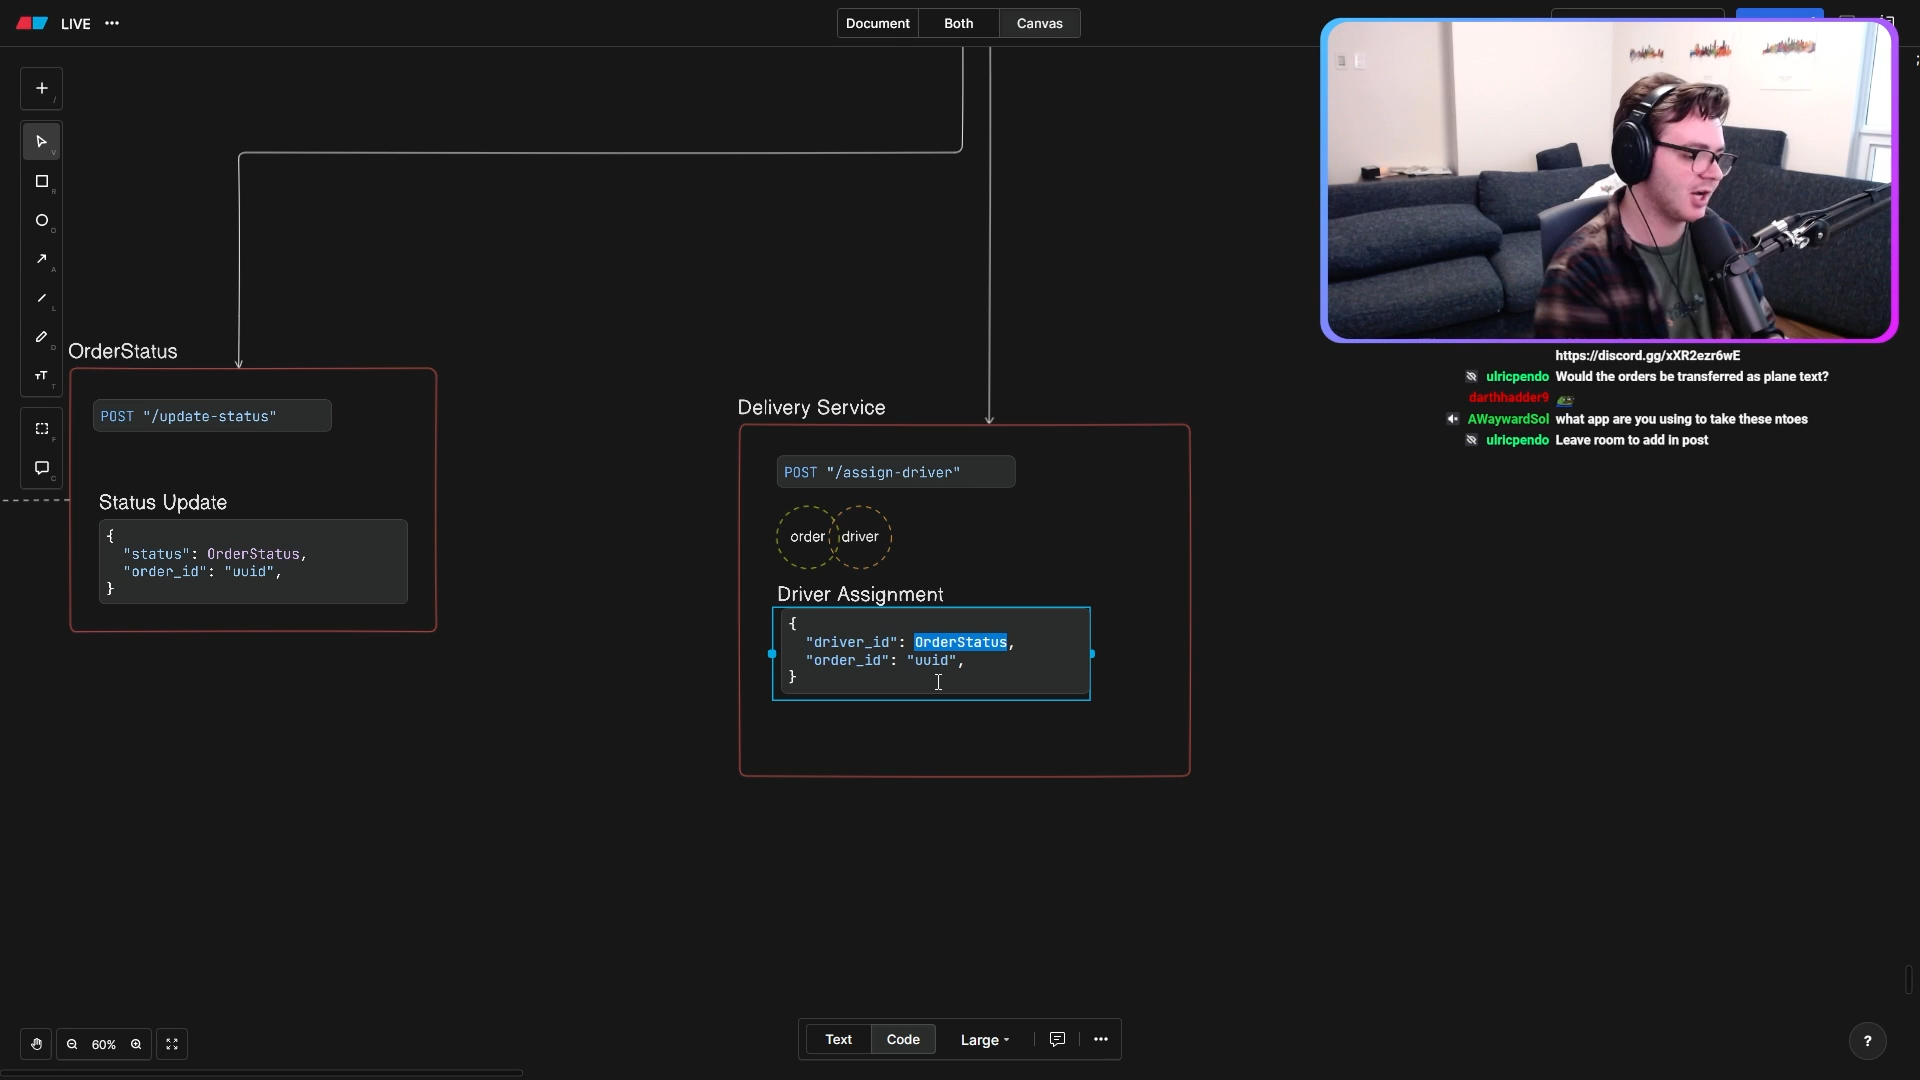 LIVE
Document
Both
Canvas
OrderStatus
POST "/update-status"
Status Update
{
"status": OrderStatus,
"order_id": "uuid",
}
Delivery Service
POST "/assign-driver"
order
driver
Driver Assignment
{
"driver_id": OrderStatus,
"order_id": "uuid",
}
https://discord.gg/xXR2ezr6wE
ulricpendo Would the orders be transferred as plane text?
darthhadder9
AWaywardSol what app are you using to take these ntoes
ulricpendo Leave room to add in post
60%
Text
Code
Large
?